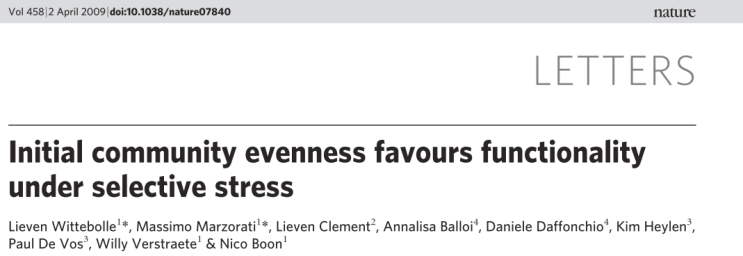 Vol 458|2 April 2009|doi:10.1038/nature07840 nature
LETTERS
Initial community evenness favours functionality
under selective stress
Lieven Wittebolle1*, Massimo Marzorati1*, Lieven Clement2, Annalisa Balloi4, Daniele Daffonchio4, Kim Heylen3,
Paul De Vos3, Willy Verstraete1 & Nico Boon1